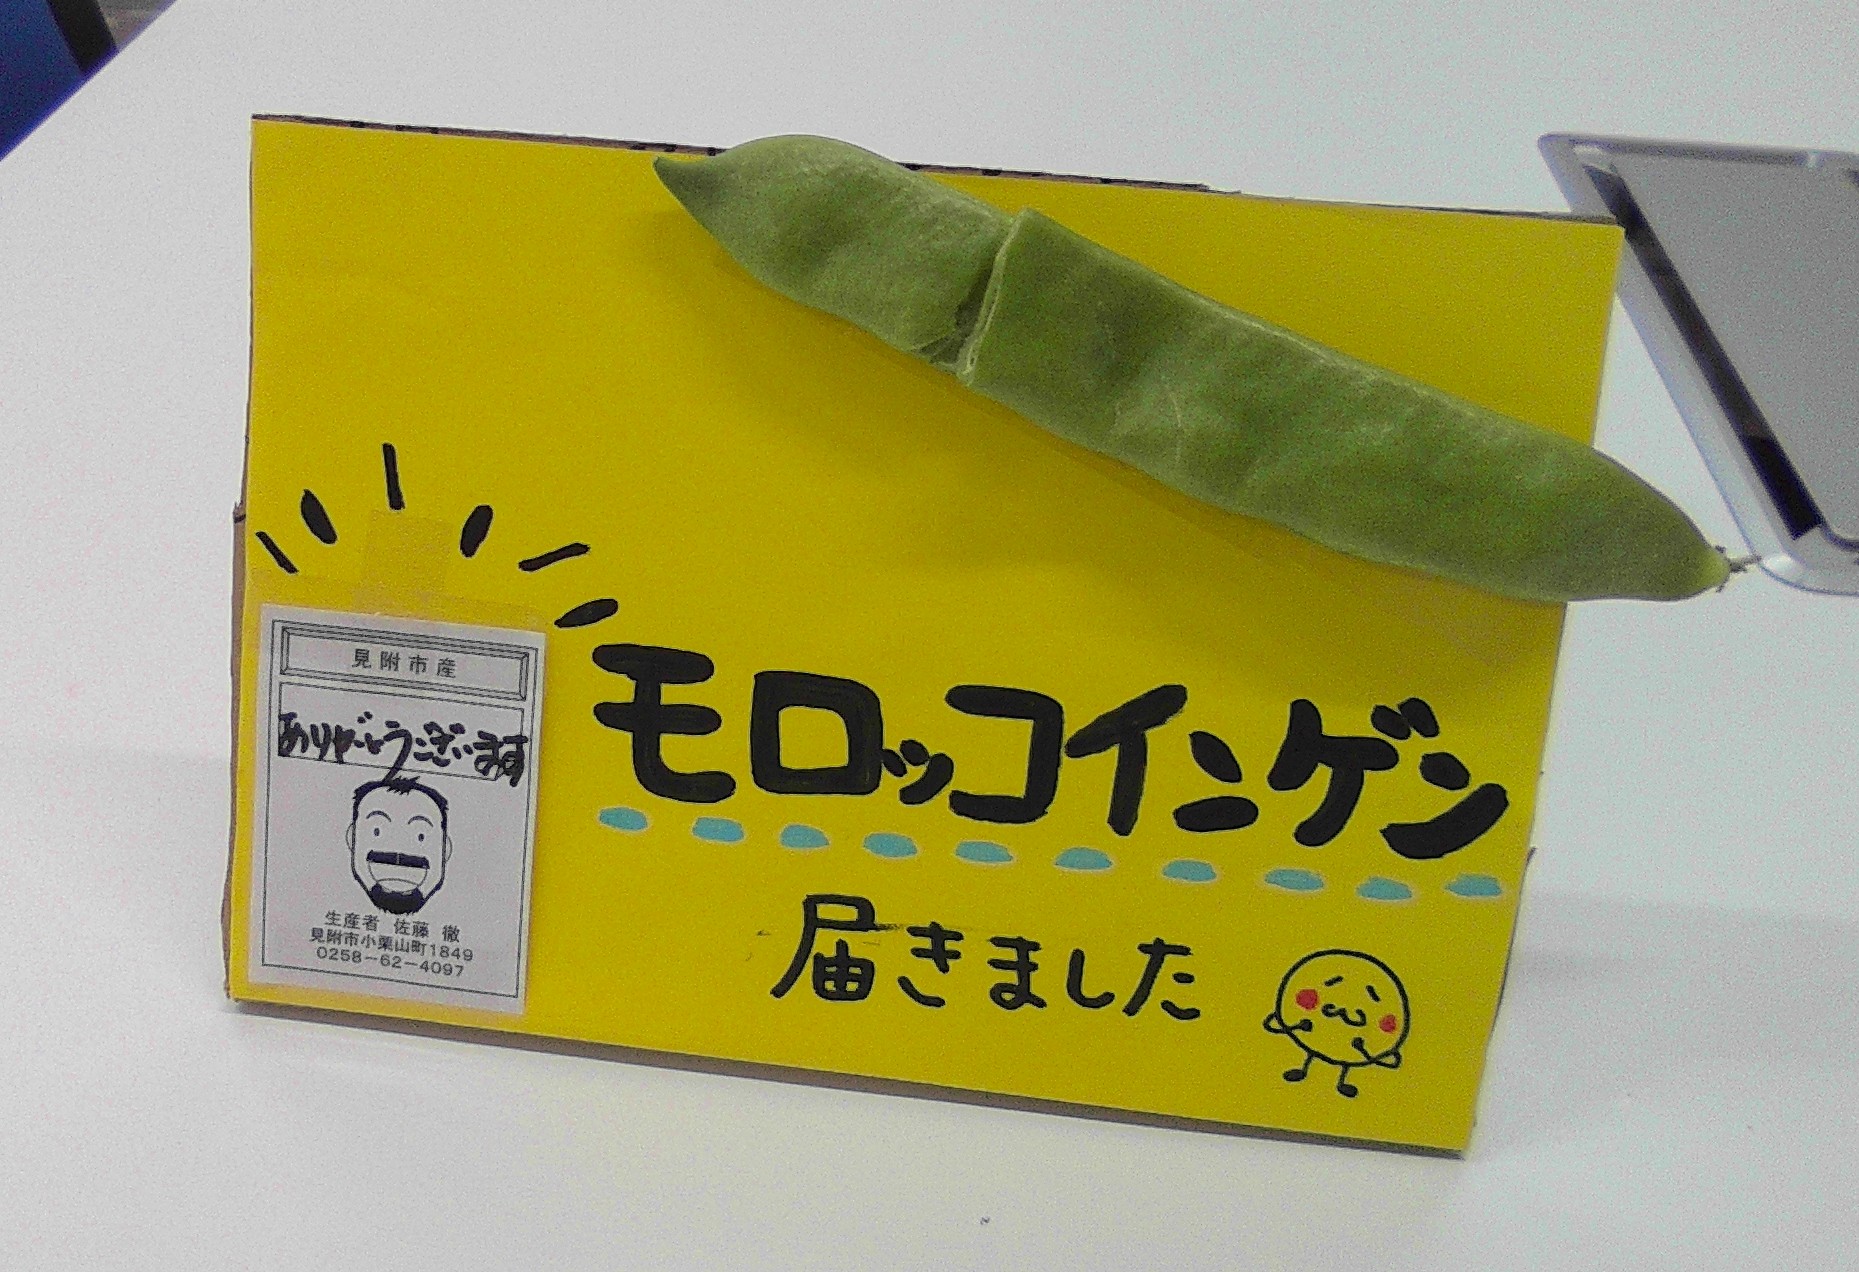 見附市産
ありがとうございます
生産者 佐藤 徹
見附市小栗山町1849
0258-62-4097
モロッコインゲン
届きました